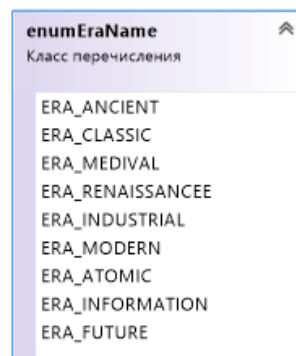 enumEraName
Класс перечисления
ERA_ANCIENT
ERA_CLASSIC
ERA_MEDIVAL
ERA_RENAISSANCEE
ERA_INDUSTRIAL
ERA_MODERN
ERA_ATOMIC
ERA_INFORMATION
ERA_FUTURE